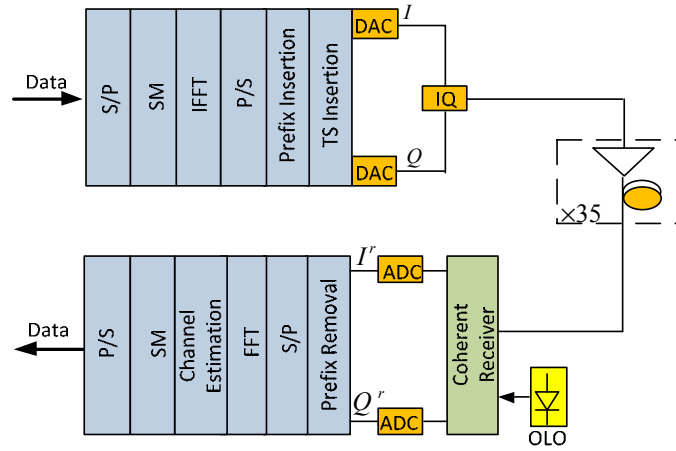 Data
S/P
SM
IFFT
P/S
Prefix Insertion
TS Insertion
DAC
I
DAC
Q
IQ
×35
Data
P/S
SM
Channel
Estimation
FFT
S/P
Prefix Removal
I^r
ADC
Q^r
ADC
Coherent
Receiver
OLO